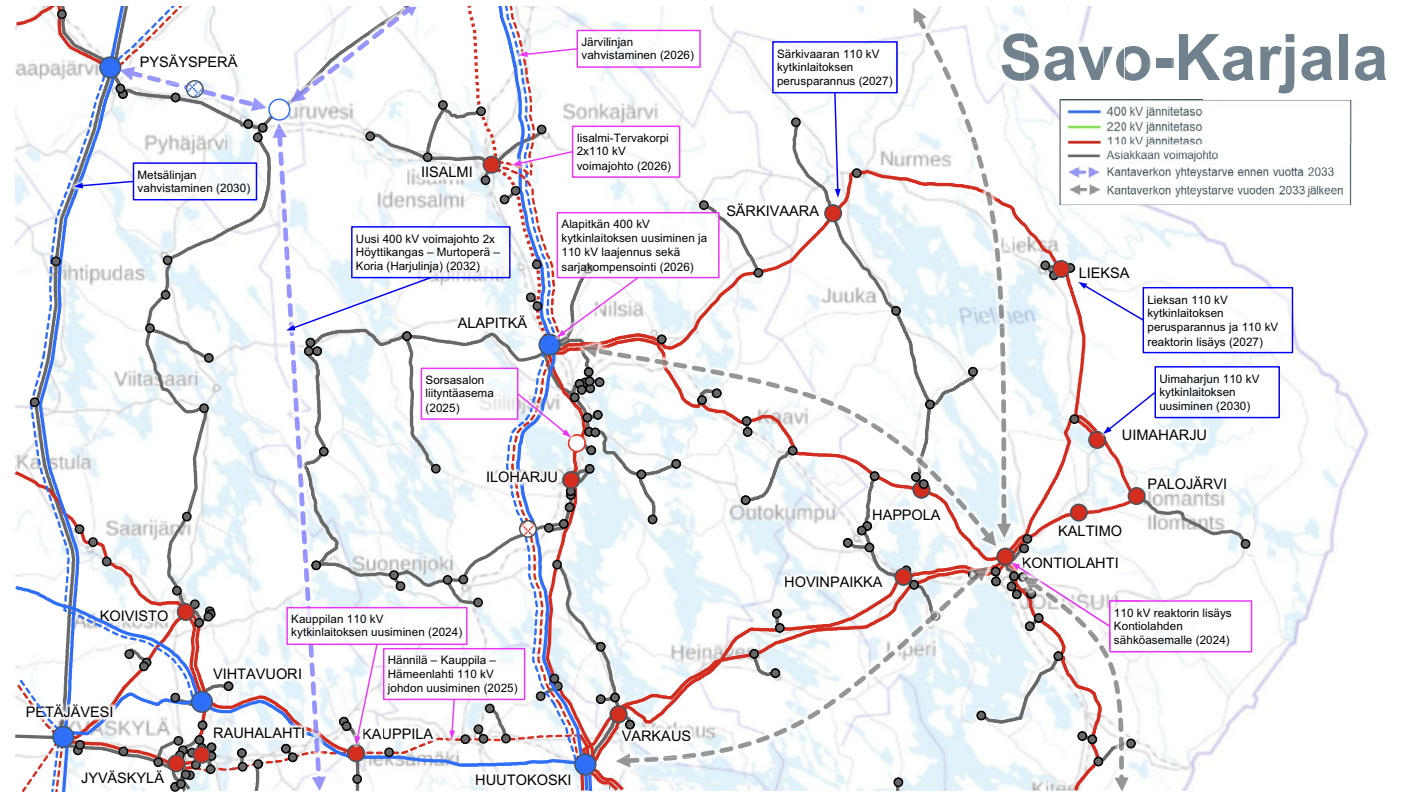 Savo-Karjala
400 kV jännitetaso
220 kV jännitetaso
110 kV jännitetaso
Asiakkaan voimajohto
Kantaverkon yhteystarve ennen vuotta 2033
Kantaverkon yhteystarve vuoden 2033 jälkeen
PYSÄYSPERÄ
Pyhäjärvi
Metsälinjan
vahvistaminen (2030)
Järvilinjan
vahvistaminen (2026)
Särkivaaran 110 kV
kytkinlaitoksen
perusparannus (2027)
Sonkajärvi
Iisalmi-Tervakorpi
2x110 kV
voimajohto (2026)
IISALMI
Iisalmi
Idensalmi
Nurmes
SÄRKIVAARA
Uusi 400 kV voimajohto 2x
Höyttikangas – Murtoperä –
Koria (Harjulinja) (2032)
Alapitkän 400 kV
kytkinlaitoksen uusiminen ja
110 kV laajennus sekä
sarjakompensointi (2026)
Lieksa
LIEKSA
Lieksan 110 kV
kytkinlaitoksen
perusparannus ja 110 kV
reaktorin lisäys (2027)
Juuka
Nilsiä
ALAPITKÄ
Viitasaari
Sorsasalon
liityntäasema
(2025)
Siilinjärvi
Kaavi
Uimaharjun 110 kV
kytkinlaitoksen
uusiminen (2030)
UIMAHARJU
ILOHARJU
PALOJÄRVI
Ilomantsi
Ilomants
Outokumpu
HAPPOLA
KALTIMO
Saarijärvi
Suonenjoki
KONTIOLAHTI
HOVINPAIKKA
KOIVISTO
Kauppilan 110 kV
kytkinlaitoksen uusiminen (2024)
110 kV reaktorin lisäys
Kontiolahden
sähköasemalle (2024)
Hännilä – Kauppila –
Hämeenlahti 110 kV
johdon uusiminen (2025)
VIHTAVUORI
PETÄJÄVESI
RAUHALAHTI
KAUPPILA
VARKAUS
JYVÄSKYLÄ
HUUTOKOSKI